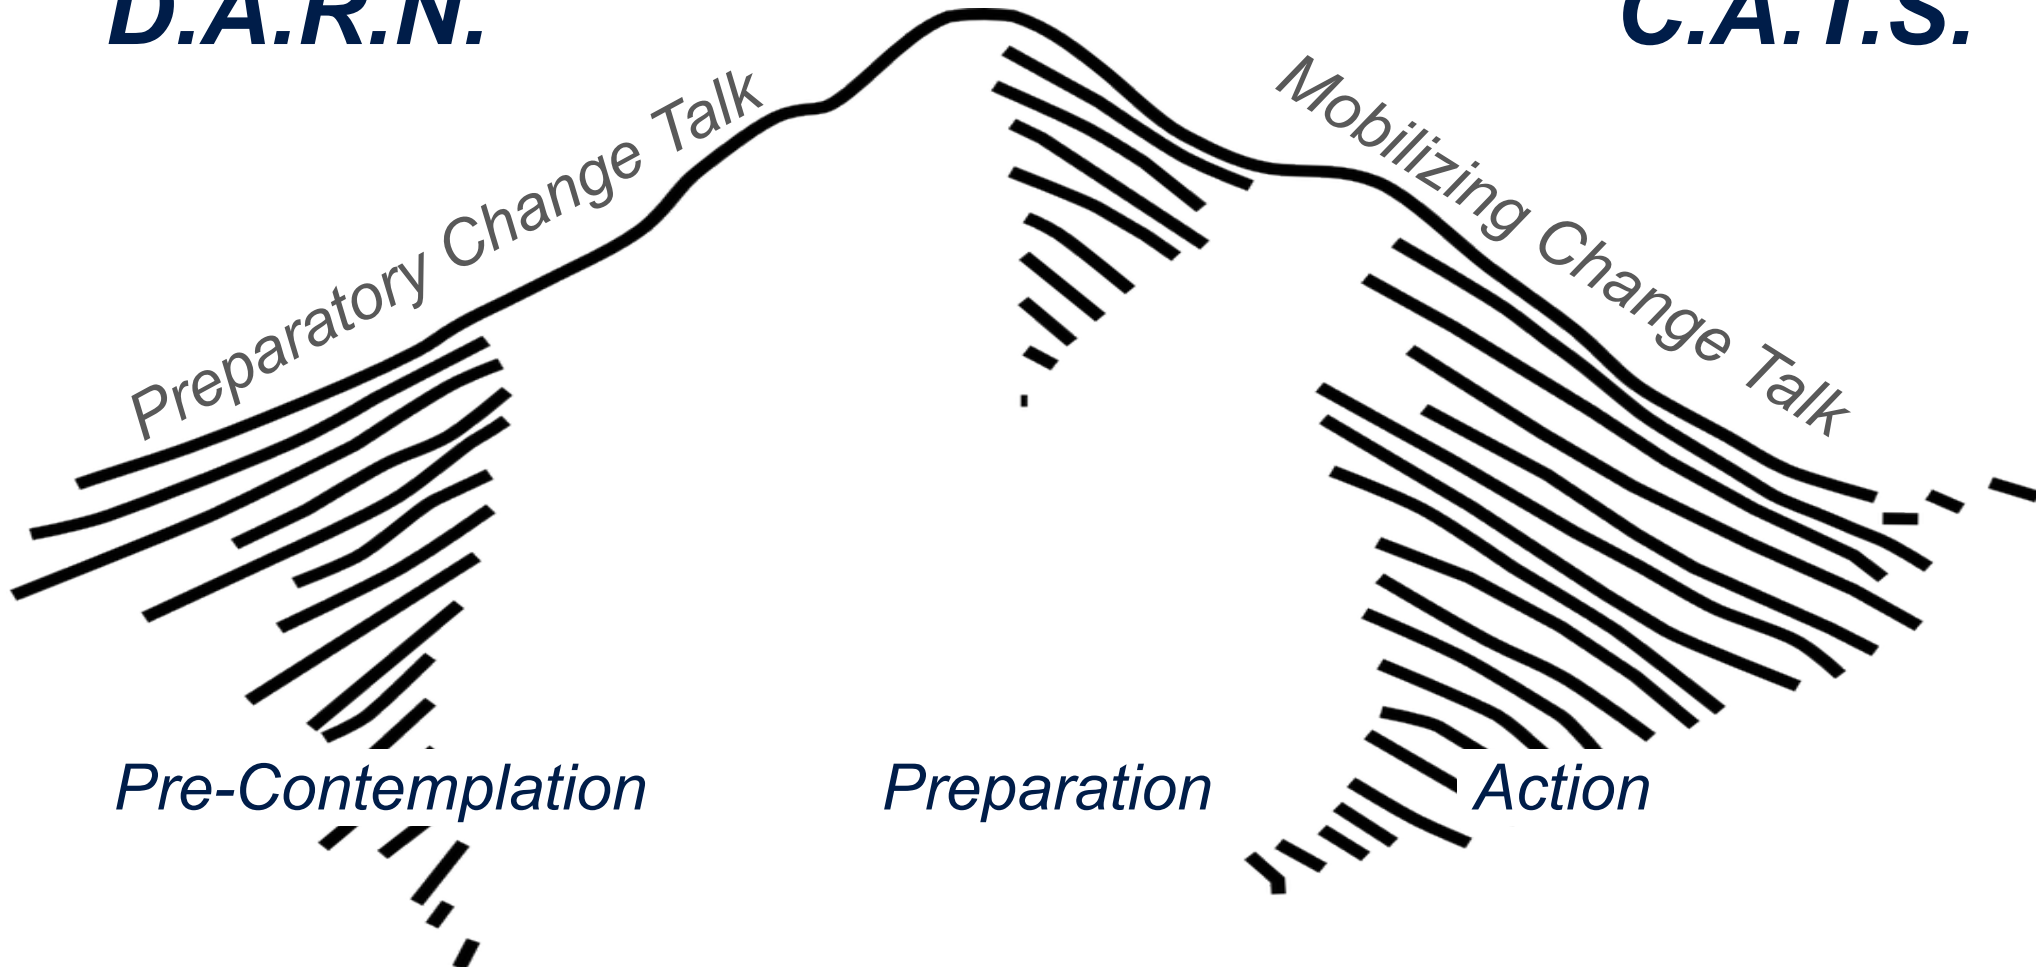 D.A.R.N.
C.A.T.S.
Preparatory Change Talk
Mobilizing Change Talk
Pre-Contemplation
Preparation
Action